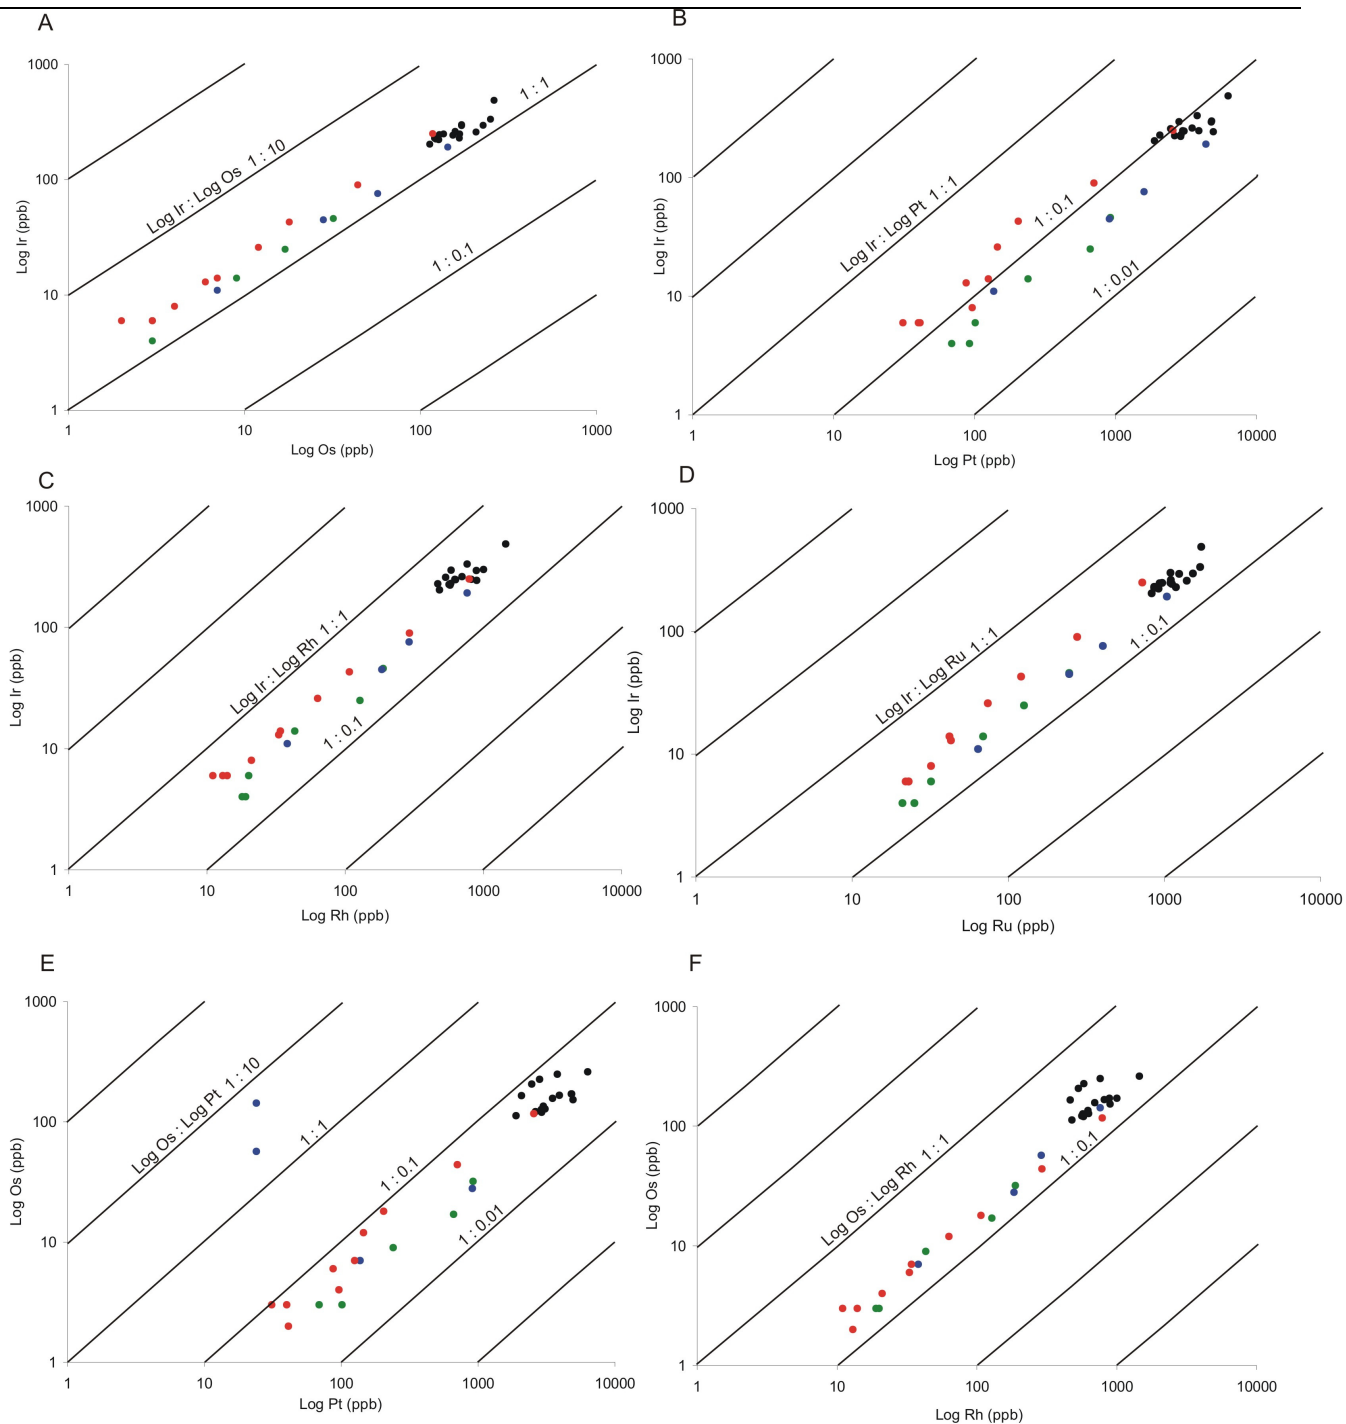 A
1000
100
10
1
1
10
100
1000
Log Ir (ppb)
Log Os (ppb)
Log Ir : Log Os 1 : 10
1 : 1
1 : 0.1
B
1000
100
10
1
1
10
100
1000
10000
Log Ir (ppb)
Log Pt (ppb)
Log Ir : Log Pt 1 : 1
1 : 0.1
1 : 0.01
C
1000
100
10
1
1
10
100
1000
10000
Log Ir (ppb)
Log Rh (ppb)
Log Ir : Log Rh 1 : 1
1 : 0.1
D
1000
100
10
1
1
10
100
1000
10000
Log Ir (ppb)
Log Ru (ppb)
Log Ir : Log Ru 1 : 1
1 : 0.1
E
1000
100
10
1
1
10
100
1000
10000
Log Os (ppb)
Log Pt (ppb)
Log Os : Log Pt 1 : 10
1 : 1
1 : 0.1
1 : 0.01
F
1000
100
10
1
1
10
100
1000
10000
Log Os (ppb)
Log Rh (ppb)
Log Os : Log Rh 1 : 1
1 : 0.1